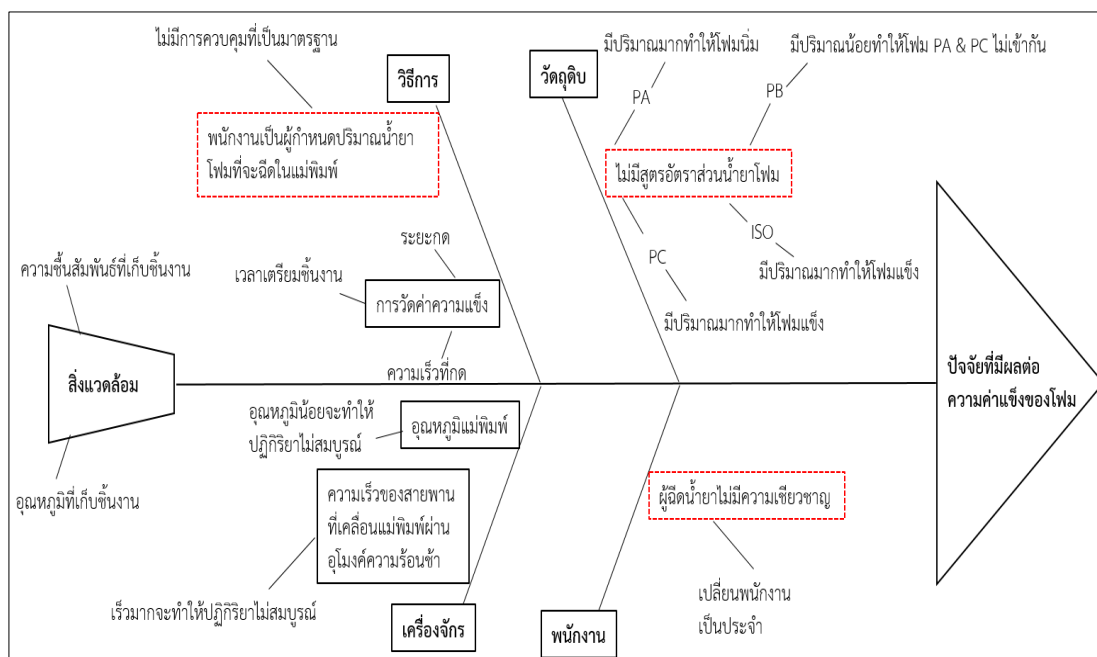 ไม่มีการควบคุมที่เป็นมาตรฐาน
วิธีการ
พนักงานเป็นผู้กำหนดปริมาณน้ำยา
โฟมที่จะฉีดในแม่พิมพ์
ระยะกด
เวลาเตรียมชิ้นงาน
การวัดค่าความแข็ง
ความเร็วที่กด
มีปริมาณมากทำให้โฟมนิ่ม
มีปริมาณน้อยทำให้โฟม PA & PC ไม่เข้ากัน
วัดถุดิบ
PA
PB
ไม่มีสูตรอัตราส่วนน้ำยาโฟม
ISO
PC
มีปริมาณมากทำให้โฟมแข็ง
มีปริมาณมากทำให้โฟมแข็ง
ความชื้นสัมพันธ์ที่เก็บชิ้นงาน
สิ่งแวดล้อม
อุณหภูมิที่เก็บชิ้นงาน
ปัจจัยที่มีผลต่อ
ความค่าแข็งของโฟม
อุณหภูมิน้อยจะทำให้
ปฏิกิริยาไม่สมบูรณ์
อุณหภูมิแม่พิมพ์
ความเร็วของสายพาน
ที่เคลื่อนแม่พิมพ์ผ่าน
อุโมงค์ความร้อนช้า
เร็วมากจะทำให้ปฏิกิริยาไม่สมบูรณ์
เครื่องจักร
ผู้ฉีดน้ำยาไม่มีความเชียวชาญ
เปลี่ยนพนักงาน
เป็นประจำ
พนักงาน